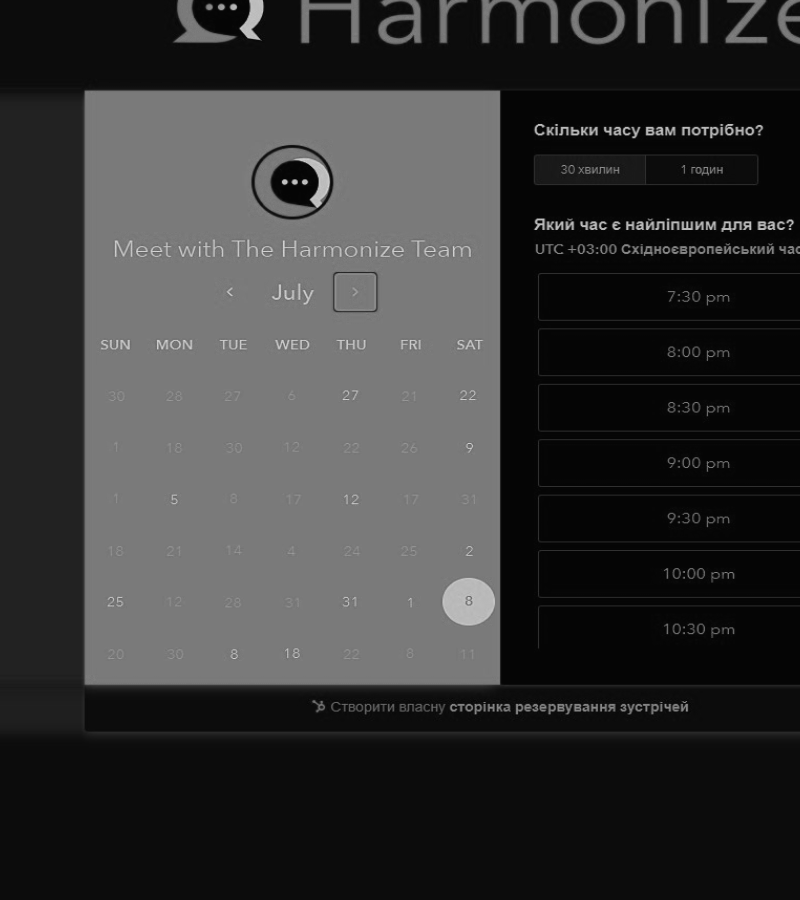 Harmonize
Meet with The Harmonize Team
‹ July ›
SUN MON TUE WED THU FRI SAT
30 28 27 6 27 21 22
1 18 30 12 22 26 9
1 5 8 17 12 17 31
18 21 14 4 24 25 2
25 12 28 31 31 1 8
20 30 8 18 22 8 11
Скільки часу вам потрібно?
30 хвилин 1 годин
Який час є найліпшим для вас?
UTC +03:00 Східноєвропейський час
7:30 pm
8:00 pm
8:30 pm
9:00 pm
9:30 pm
10:00 pm
10:30 pm
Створити власну сторінка резервування зустрічей